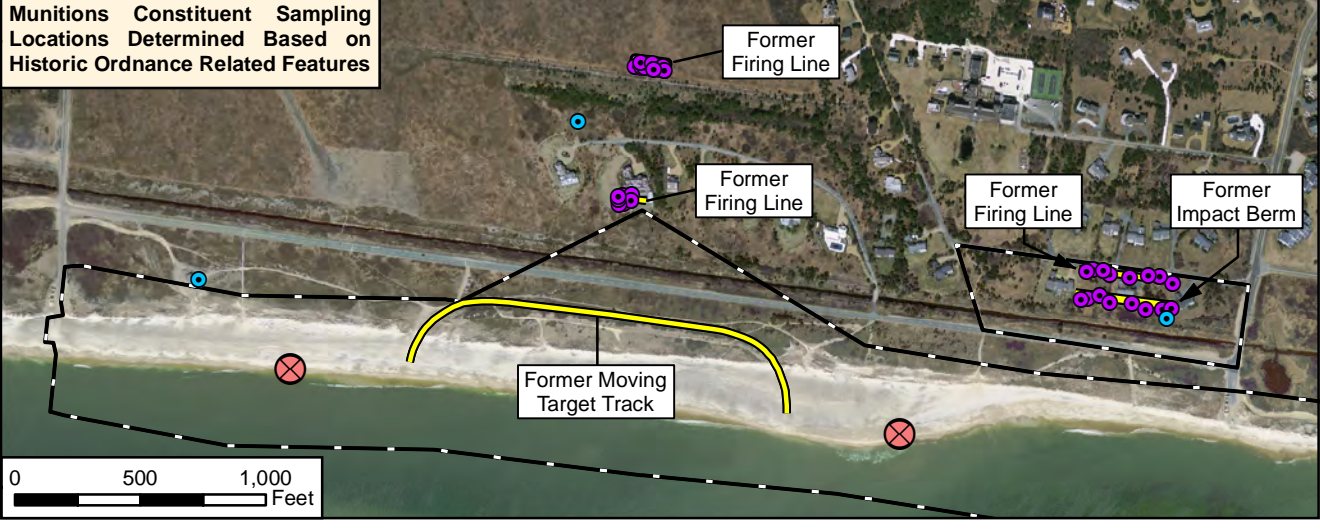 Munitions Constituent Sampling
Locations Determined Based on
Historic Ordnance Related Features
Former
Firing Line
Former
Firing Line
Former
Firing Line
Former
Impact Berm
Former Moving
Target Track
0 500 1,000
Feet